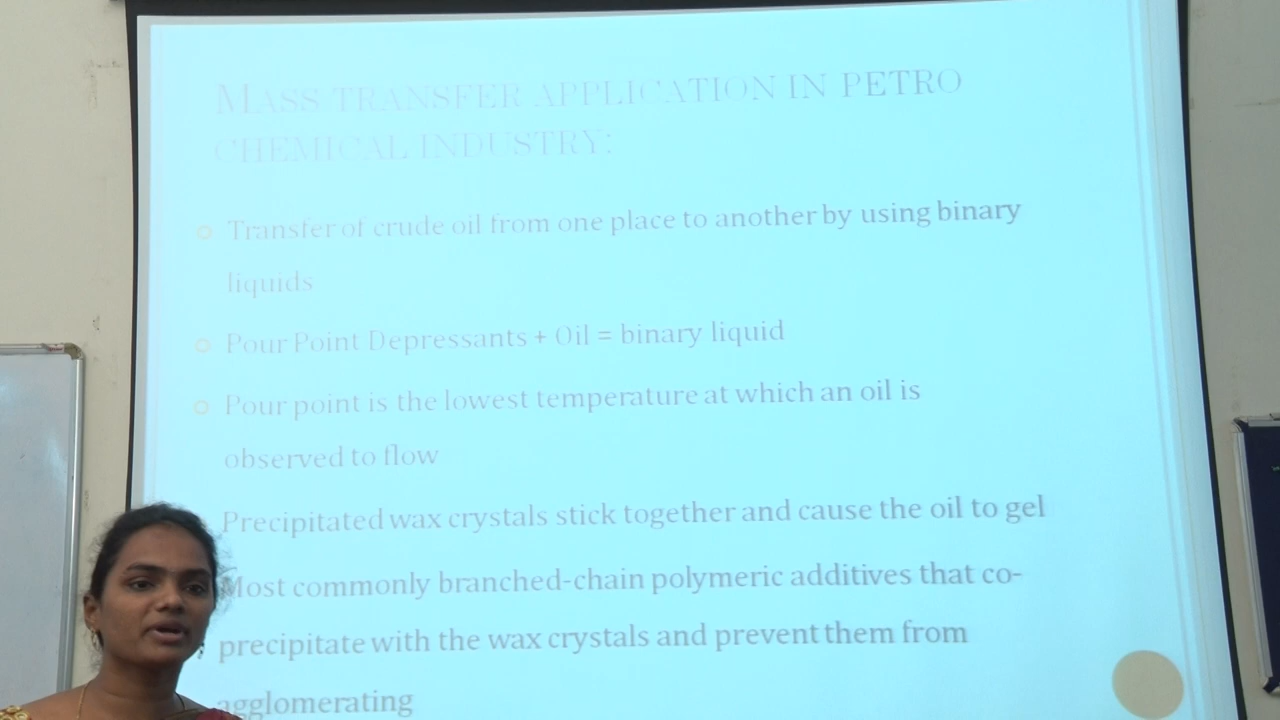 MASS TRANSFER APPLICATION IN PETRO
CHEMICAL INDUSTRY:
Transfer of crude oil from one place to another by using binary
liquids
Pour Point Depressants + Oil = binary liquid
Pour point is the lowest temperature at which an oil is
observed to flow
Precipitated wax crystals stick together and cause the oil to gel
Most commonly branched-chain polymeric additives that co-
precipitate with the wax crystals and prevent them from
agglomerating